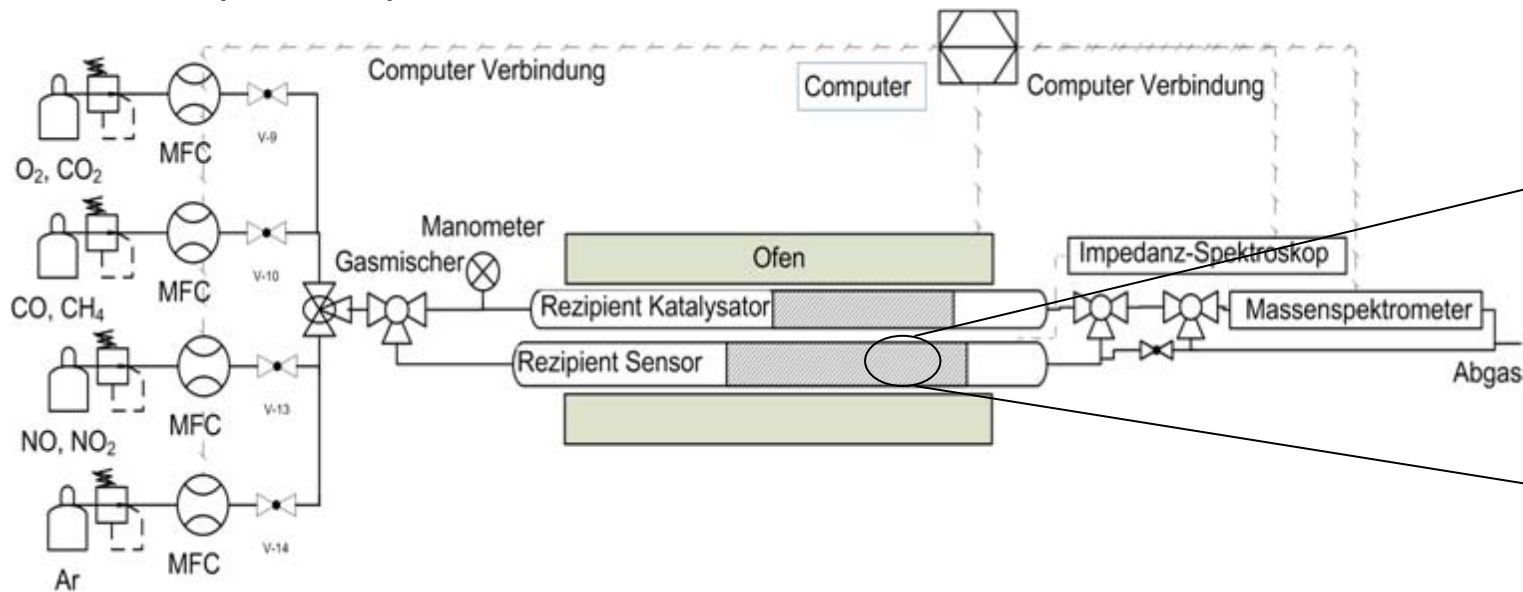 Computer Verbindung
Computer
Computer Verbindung
V-9
MFC
O₂, CO₂
Manometer
V-10
Gasmischer
Ofen
Impedanz-Spektroskop
MFC
CO, CH₄
Rezipient Katalysator
Massenspektrometer
Rezipient Sensor
Abgas
V-13
MFC
NO, NO₂
V-14
MFC
Ar